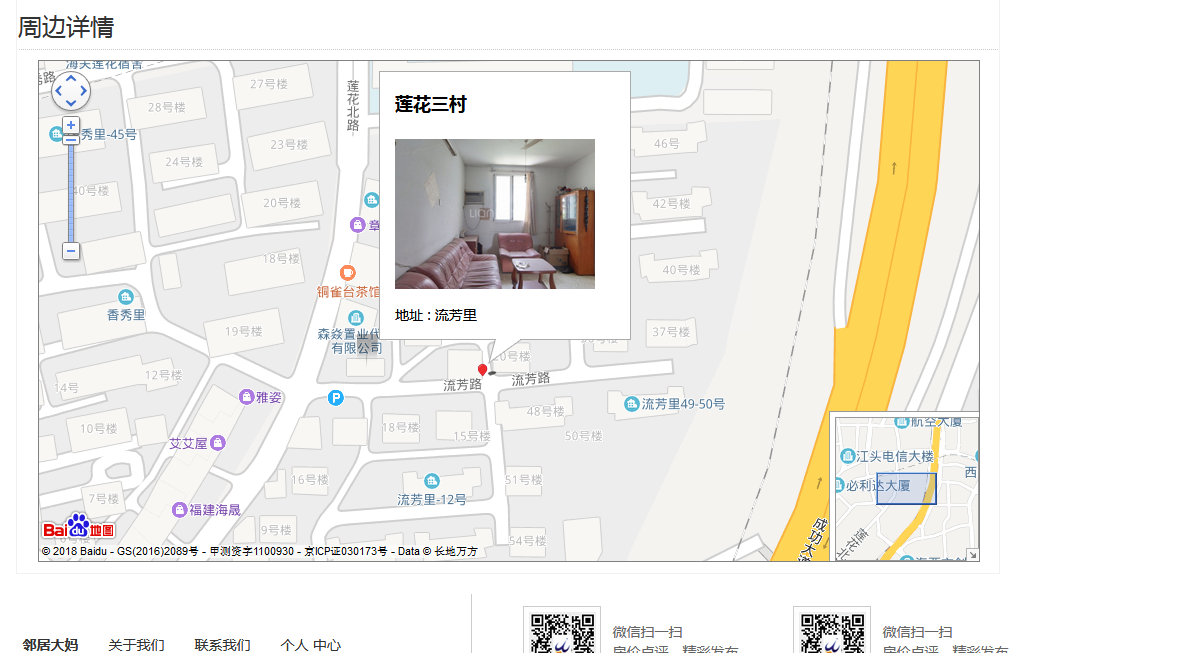 周边详情
27号楼
28号楼
莲花北路
秀里-45号
23号楼
24号楼
40号楼
20号楼
18号楼
铜雀台茶馆
香秀里
森焱置业代
有限公司
19号楼
莲花三村
地址 : 流芳里
46号
42号楼
40号楼
37号楼
20号楼
流芳路
流芳路
12号楼
14号
雅姿
P
流芳里49-50号
48号楼
50号楼
10号楼
18号楼
15号楼
艾艾屋
16号楼
流芳里-12号
51号楼
7号楼
福建海晟
9号楼
54号楼
成功大道
航空大厦
江头电信大楼
西
必利达大厦
莲花北
Bai du 地图
© 2018 Baidu - GS(2016)2089号 - 甲测资字1100930 - 京ICP证030173号 - Data © 长地万方
邻居大妈 关于我们 联系我们 个人 中心
微信扫一扫
房价点评，精彩发布
微信扫一扫
房价点评，精彩发布